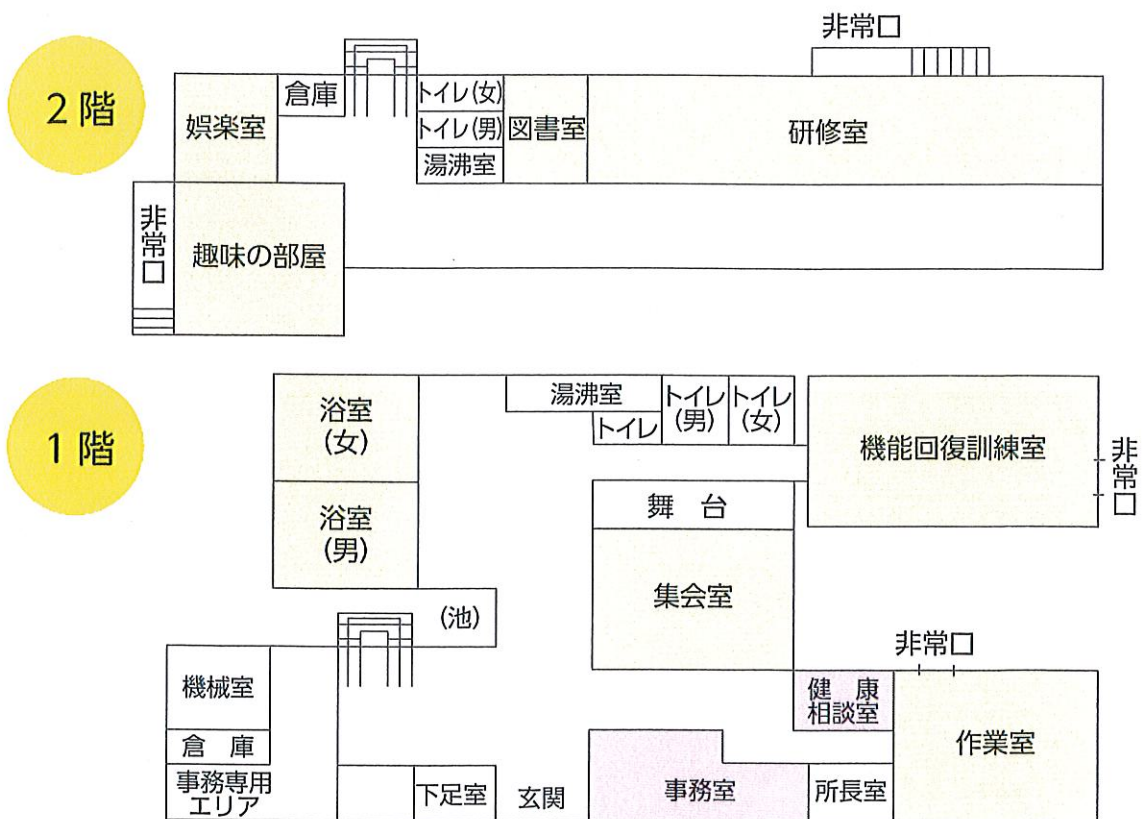 2階
非常口
倉庫
トイレ(女)
娯楽室
トイレ(男)
図書室
研修室
湯沸室
非常口
趣味の部屋
1階
浴室
(女)
湯沸室
トイレ
トイレ
(男)
トイレ
(女)
機能回復訓練室
非常口
浴室
(男)
舞 台
集会室
(池)
非常口
機械室
健 康
相談室
倉 庫
作業室
事務専用
エリア
下足室
玄関
事務室
所長室